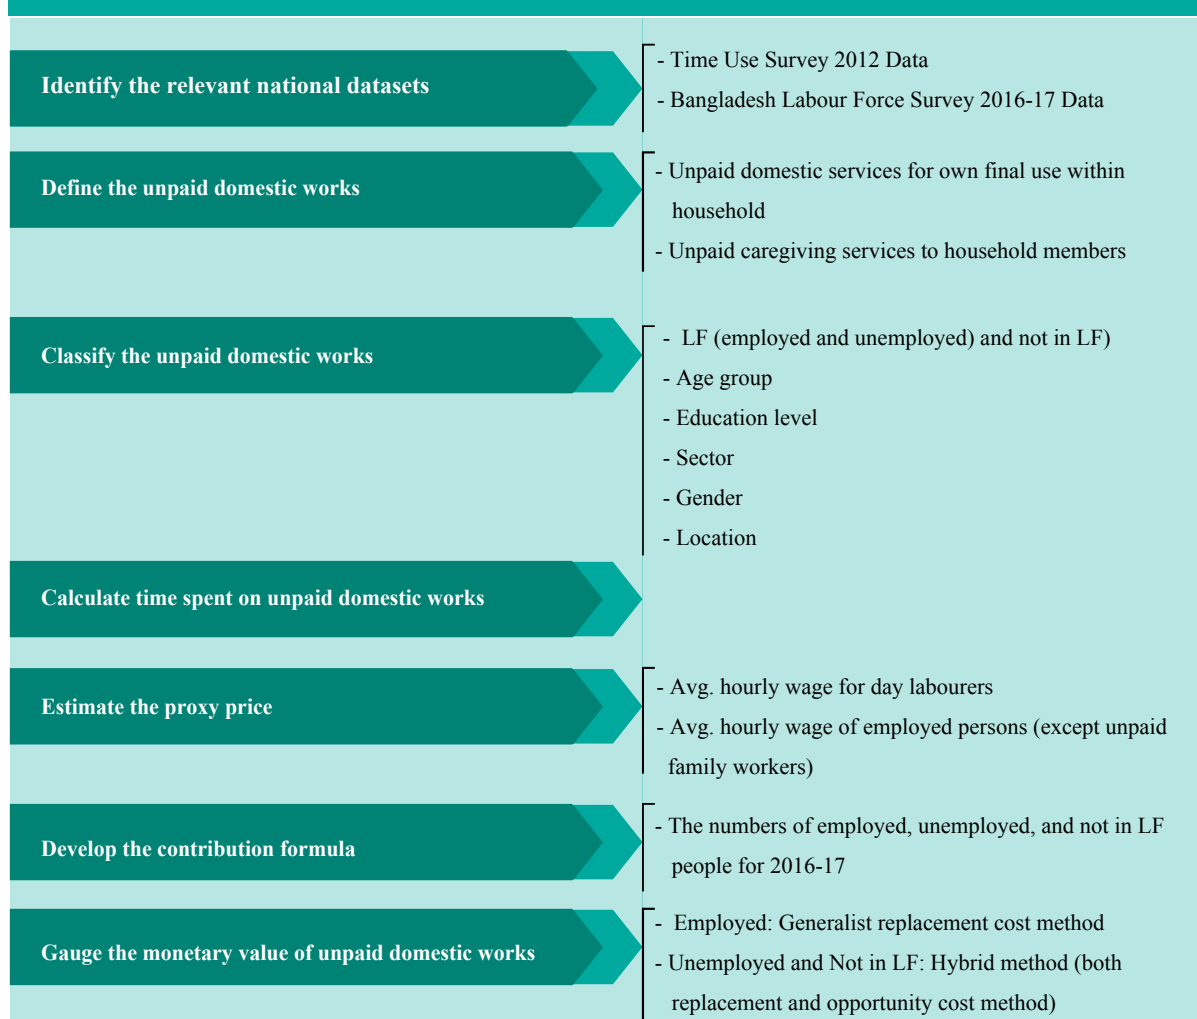 Identify the relevant national datasets
- Time Use Survey 2012 Data
- Bangladesh Labour Force Survey 2016-17 Data
Define the unpaid domestic works
- Unpaid domestic services for own final use within
household
- Unpaid caregiving services to household members
Classify the unpaid domestic works
- LF (employed and unemployed) and not in LF)
- Age group
- Education level
- Sector
- Gender
- Location
Calculate time spent on unpaid domestic works
Estimate the proxy price
- Avg. hourly wage for day labourers
- Avg. hourly wage of employed persons (except unpaid
family workers)
Develop the contribution formula
- The numbers of employed, unemployed, and not in LF
people for 2016-17
Gauge the monetary value of unpaid domestic works
- Employed: Generalist replacement cost method
- Unemployed and Not in LF: Hybrid method (both
replacement and opportunity cost method)